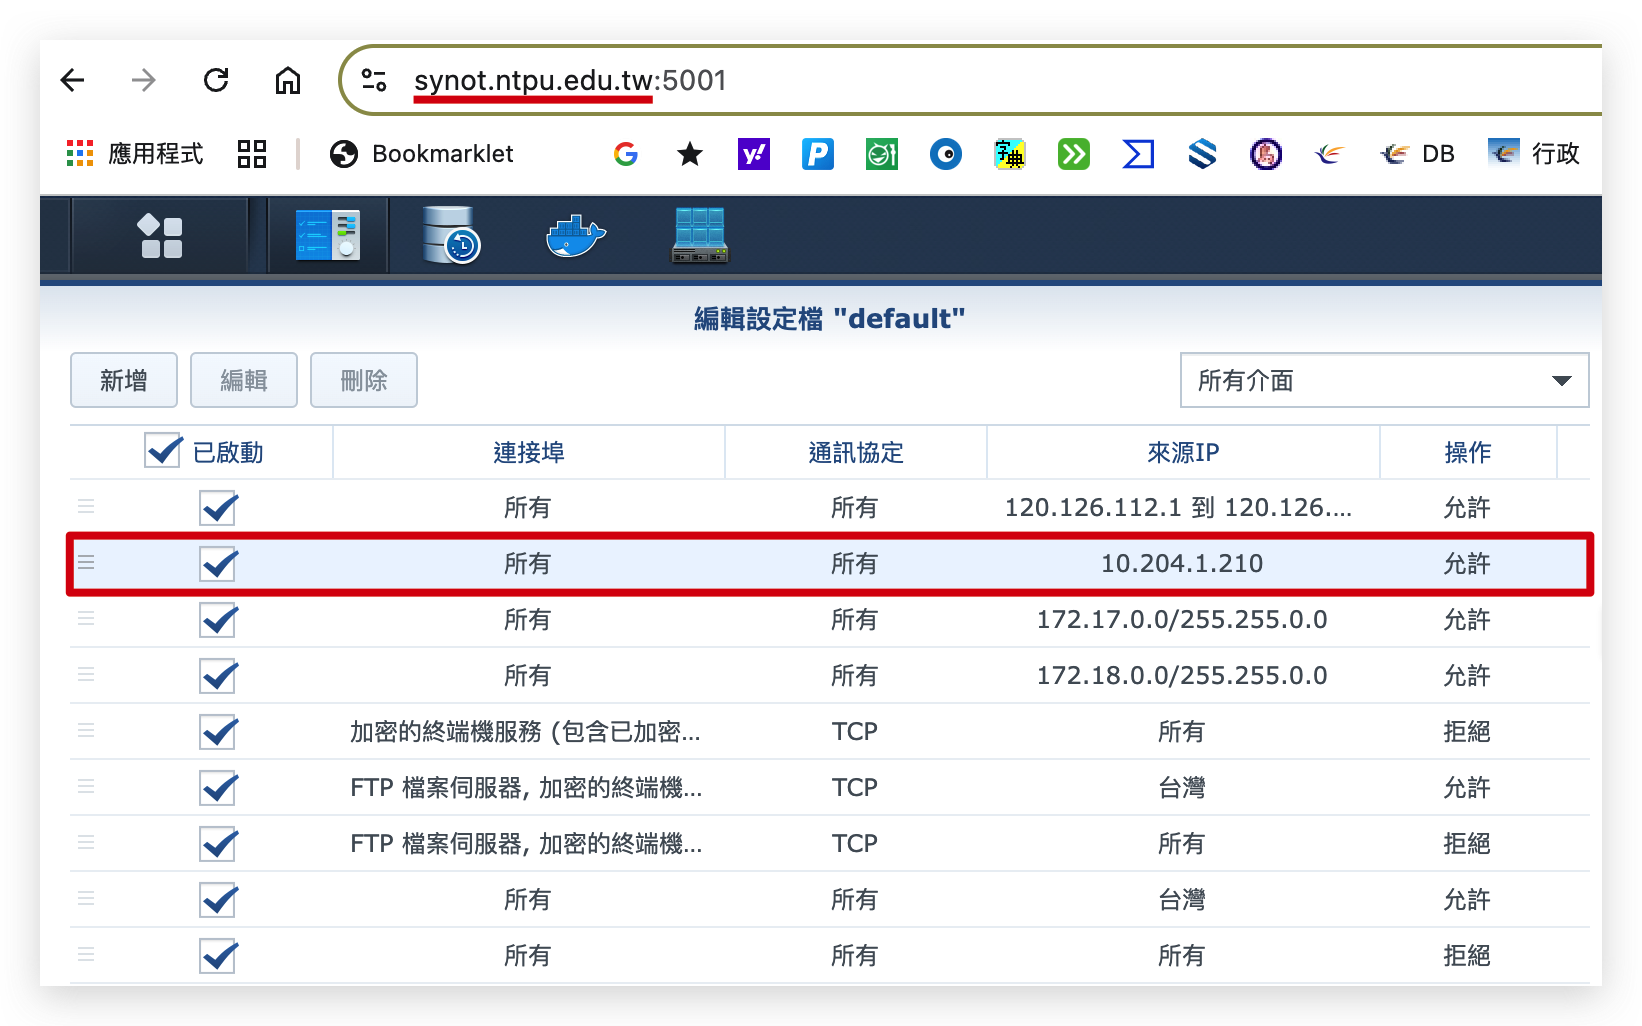 synot.ntpu.edu.tw:5001
應用程式 Bookmarklet 字典 DB 行政
編輯設定檔 "default"
新增 編輯 刪除 所有介面
已啟動 連接埠 通訊協定 來源IP 操作
所有 所有 120.126.112.1 到 120.126.... 允許
所有 所有 10.204.1.210 允許
所有 所有 172.17.0.0/255.255.0.0 允許
所有 所有 172.18.0.0/255.255.0.0 允許
加密的終端機服務 (包含已加密... TCP 所有 拒絕
FTP 檔案伺服器, 加密的終端機... TCP 台灣 允許
FTP 檔案伺服器, 加密的終端機... TCP 所有 拒絕
所有 所有 台灣 允許
所有 所有 所有 拒絕